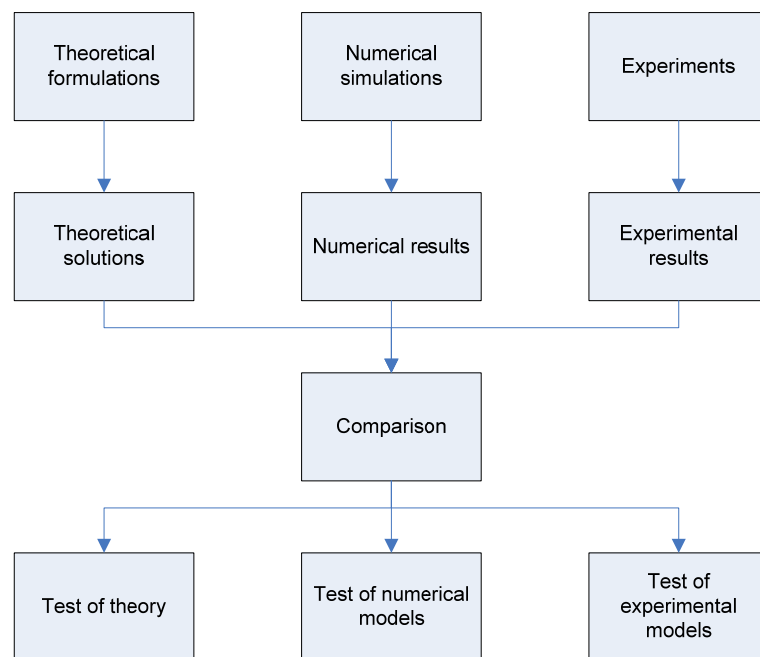 Theoretical
formulations
Numerical
simulations
Experiments
Theoretical
solutions
Numerical results
Experimental
results
Comparison
Test of theory
Test of numerical
models
Test of
experimental
models